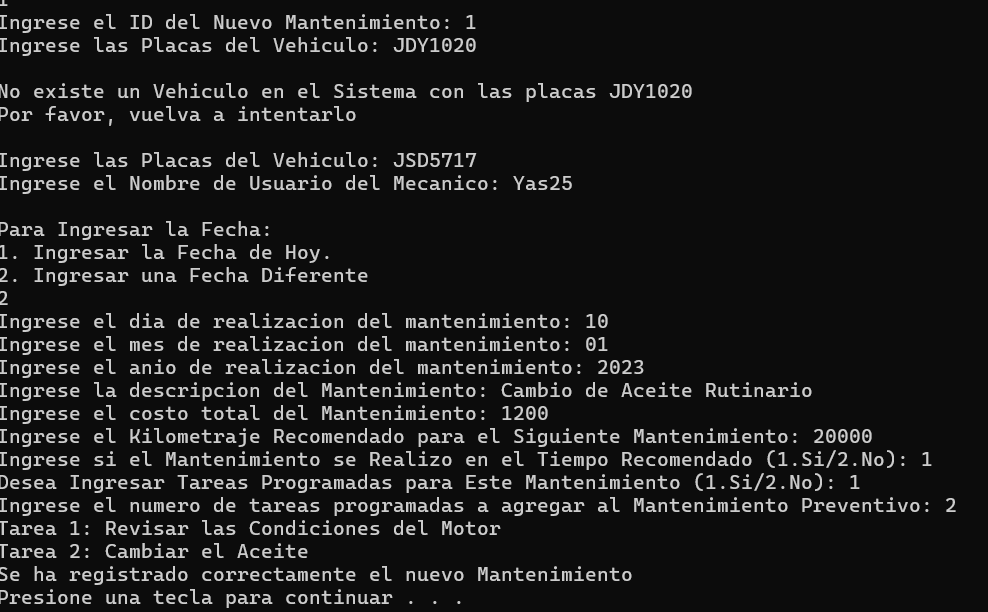 1
Ingrese el ID del Nuevo Mantenimiento: 1
Ingrese las Placas del Vehiculo: JDY1020
No existe un Vehiculo en el Sistema con las placas JDY1020
Por favor, vuelva a intentarlo
Ingrese las Placas del Vehiculo: JSD5717
Ingrese el Nombre de Usuario del Mecanico: Yas25
Para Ingresar la Fecha:
1. Ingresar la Fecha de Hoy.
2. Ingresar una Fecha Diferente
2
Ingrese el dia de realizacion del mantenimiento: 10
Ingrese el mes de realizacion del mantenimiento: 01
Ingrese el anio de realizacion del mantenimiento: 2023
Ingrese la descripcion del Mantenimiento: Cambio de Aceite Rutinario
Ingrese el costo total del Mantenimiento: 1200
Ingrese el Kilometraje Recomendado para el Siguiente Mantenimiento: 20000
Ingrese si el Mantenimiento se Realizo en el Tiempo Recomendado (1.Si/2.No): 1
Desea Ingresar Tareas Programadas para Este Mantenimiento (1.Si/2.No): 1
Ingrese el numero de tareas programadas a agregar al Mantenimiento Preventivo: 2
Tarea 1: Revisar las Condiciones del Motor
Tarea 2: Cambiar el Aceite
Se ha registrado correctamente el nuevo Mantenimiento
Presione una tecla para continuar . . .